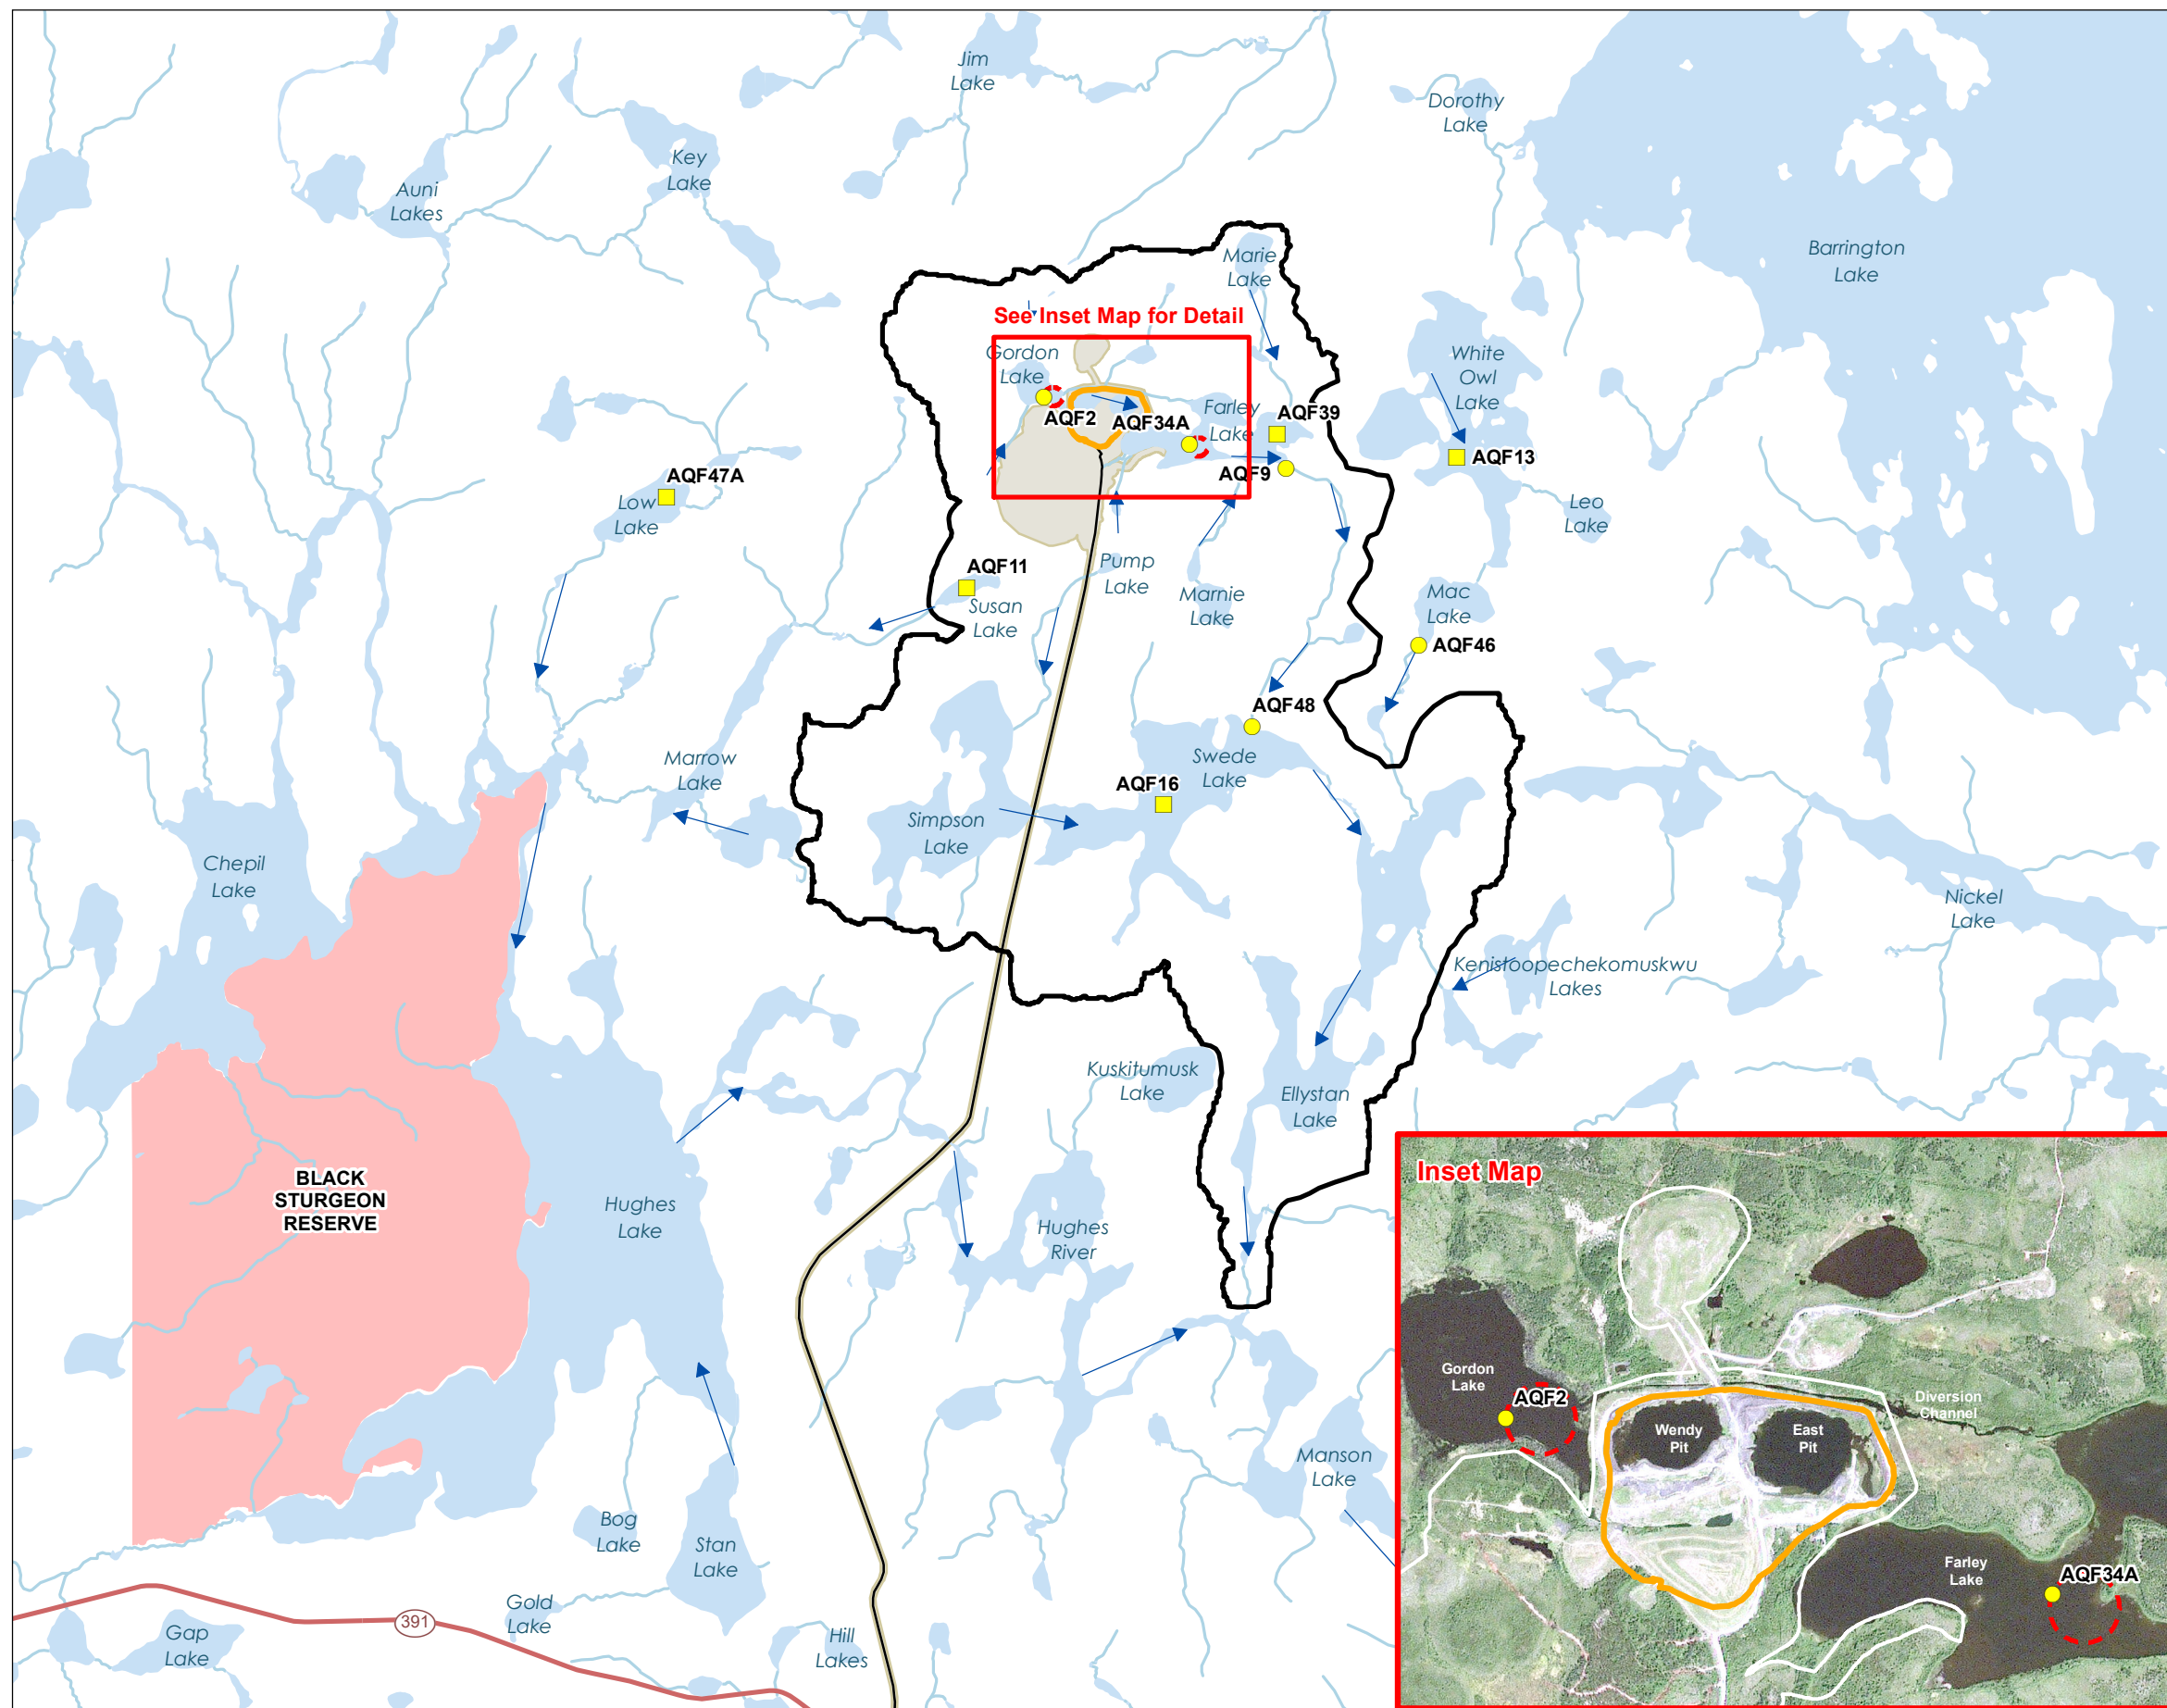 Jim
Lake
Dorothy
Lake
Key
Lake
Auni
Lakes
Barrington
Lake
Marie
Lake
See Inset Map for Detail
Gordon
Lake
White
Owl
Lake
AQF2
AQF34A
Farley
Lake
AQF39
AQF9
AQF13
AQF47A
Low
Lake
Leo
Lake
AQF11
Susan
Lake
Pump
Lake
Marnie
Lake
Mac
Lake
AQF46
AQF48
Marrow
Lake
Swede
Lake
AQF16
Simpson
Lake
Chepil
Lake
Nickel
Lake
Kenistoopechekomuskwu
Lakes
Kuskitumusk
Lake
Ellystan
Lake
BLACK
STURGEON
RESERVE
Hughes
Lake
Hughes
River
Manson
Lake
Bog
Lake
Stan
Lake
Gold
Lake
391
Gap
Lake
Hill
Lakes
Inset Map
Gordon
Lake
AQF2
Wendy
Pit
East
Pit
Diversion
Channel
Farley
Lake
AQF34A